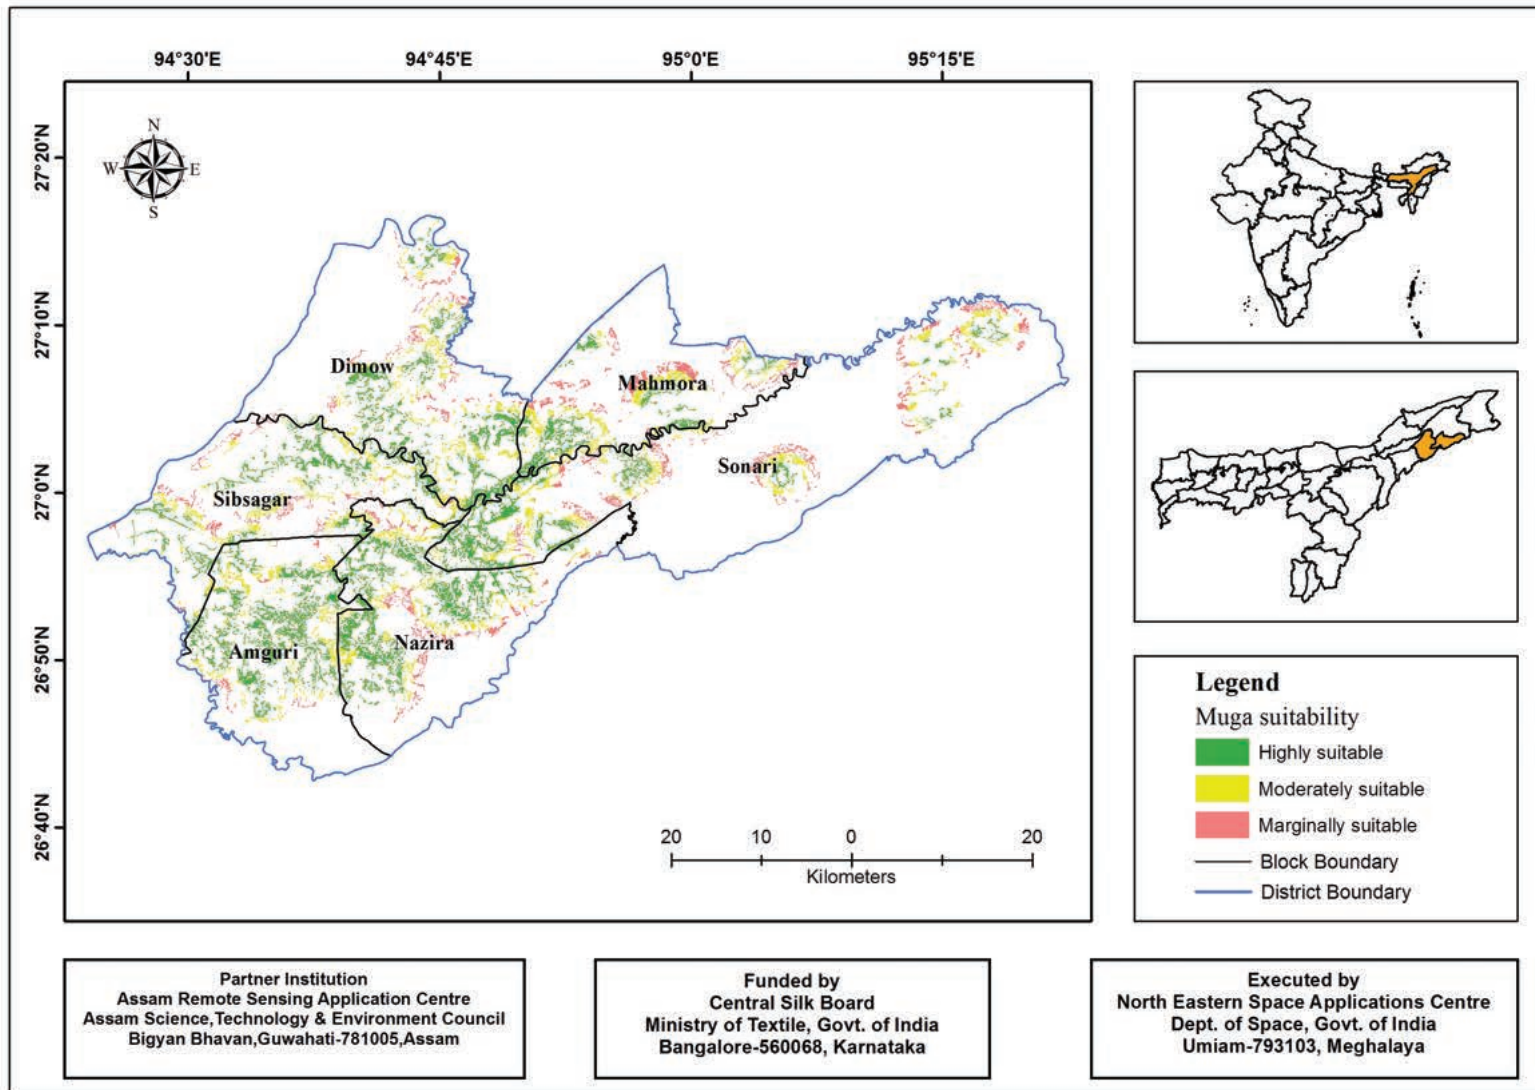 94°30'E
94°45'E
95°0'E
95°15'E
27°20'N
27°10'N
27°0'N
26°50'N
26°40'N
N
W
E
S
Dimow
Mahmora
Sonari
Sibsagar
Nazira
Amguri
20
10
0
20
Kilometers
Legend
Muga suitability
Highly suitable
Moderately suitable
Marginally suitable
Block Boundary
District Boundary
Partner Institution
Assam Remote Sensing Application Centre
Assam Science,Technology & Environment Council
Bigyan Bhavan,Guwahati-781005,Assam
Funded by
Central Silk Board
Ministry of Textile, Govt. of India
Bangalore-560068, Karnataka
Executed by
North Eastern Space Applications Centre
Dept. of Space, Govt. of India
Umiam-793103, Meghalaya